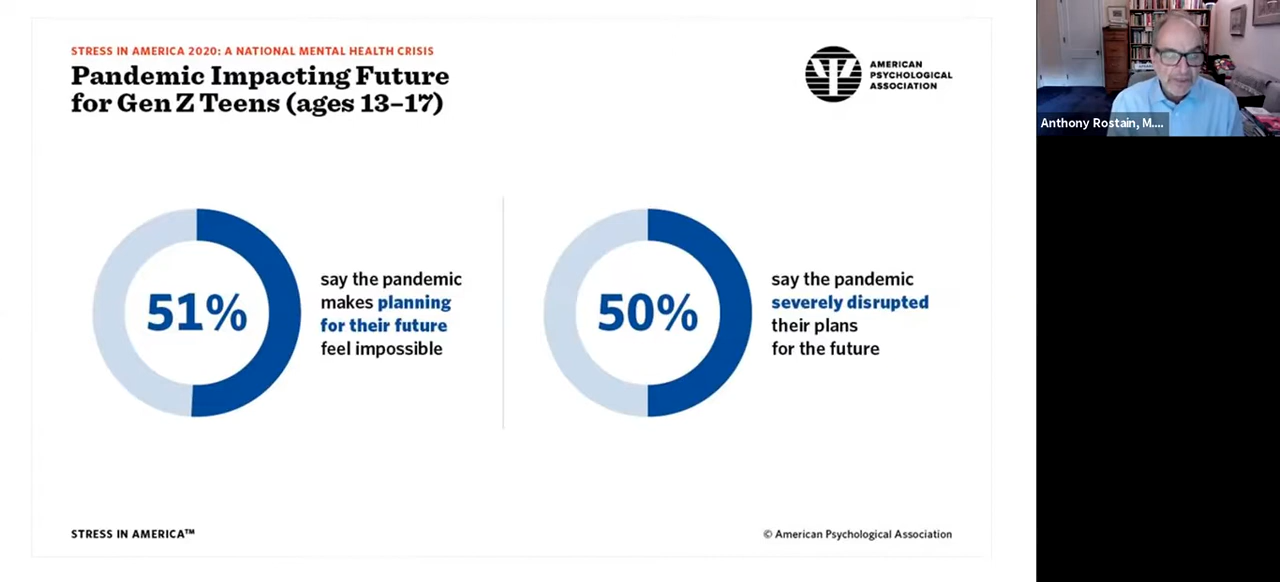 STRESS IN AMERICA 2020: A NATIONAL MENTAL HEALTH CRISIS
Pandemic Impacting Future
for Gen Z Teens (ages 13–17)
AMERICAN
PSYCHOLOGICAL
ASSOCIATION
51%
say the pandemic
makes planning
for their future
feel impossible
50%
say the pandemic
severely disrupted
their plans
for the future
STRESS IN AMERICA™
© American Psychological Association
Anthony Rostain, M....